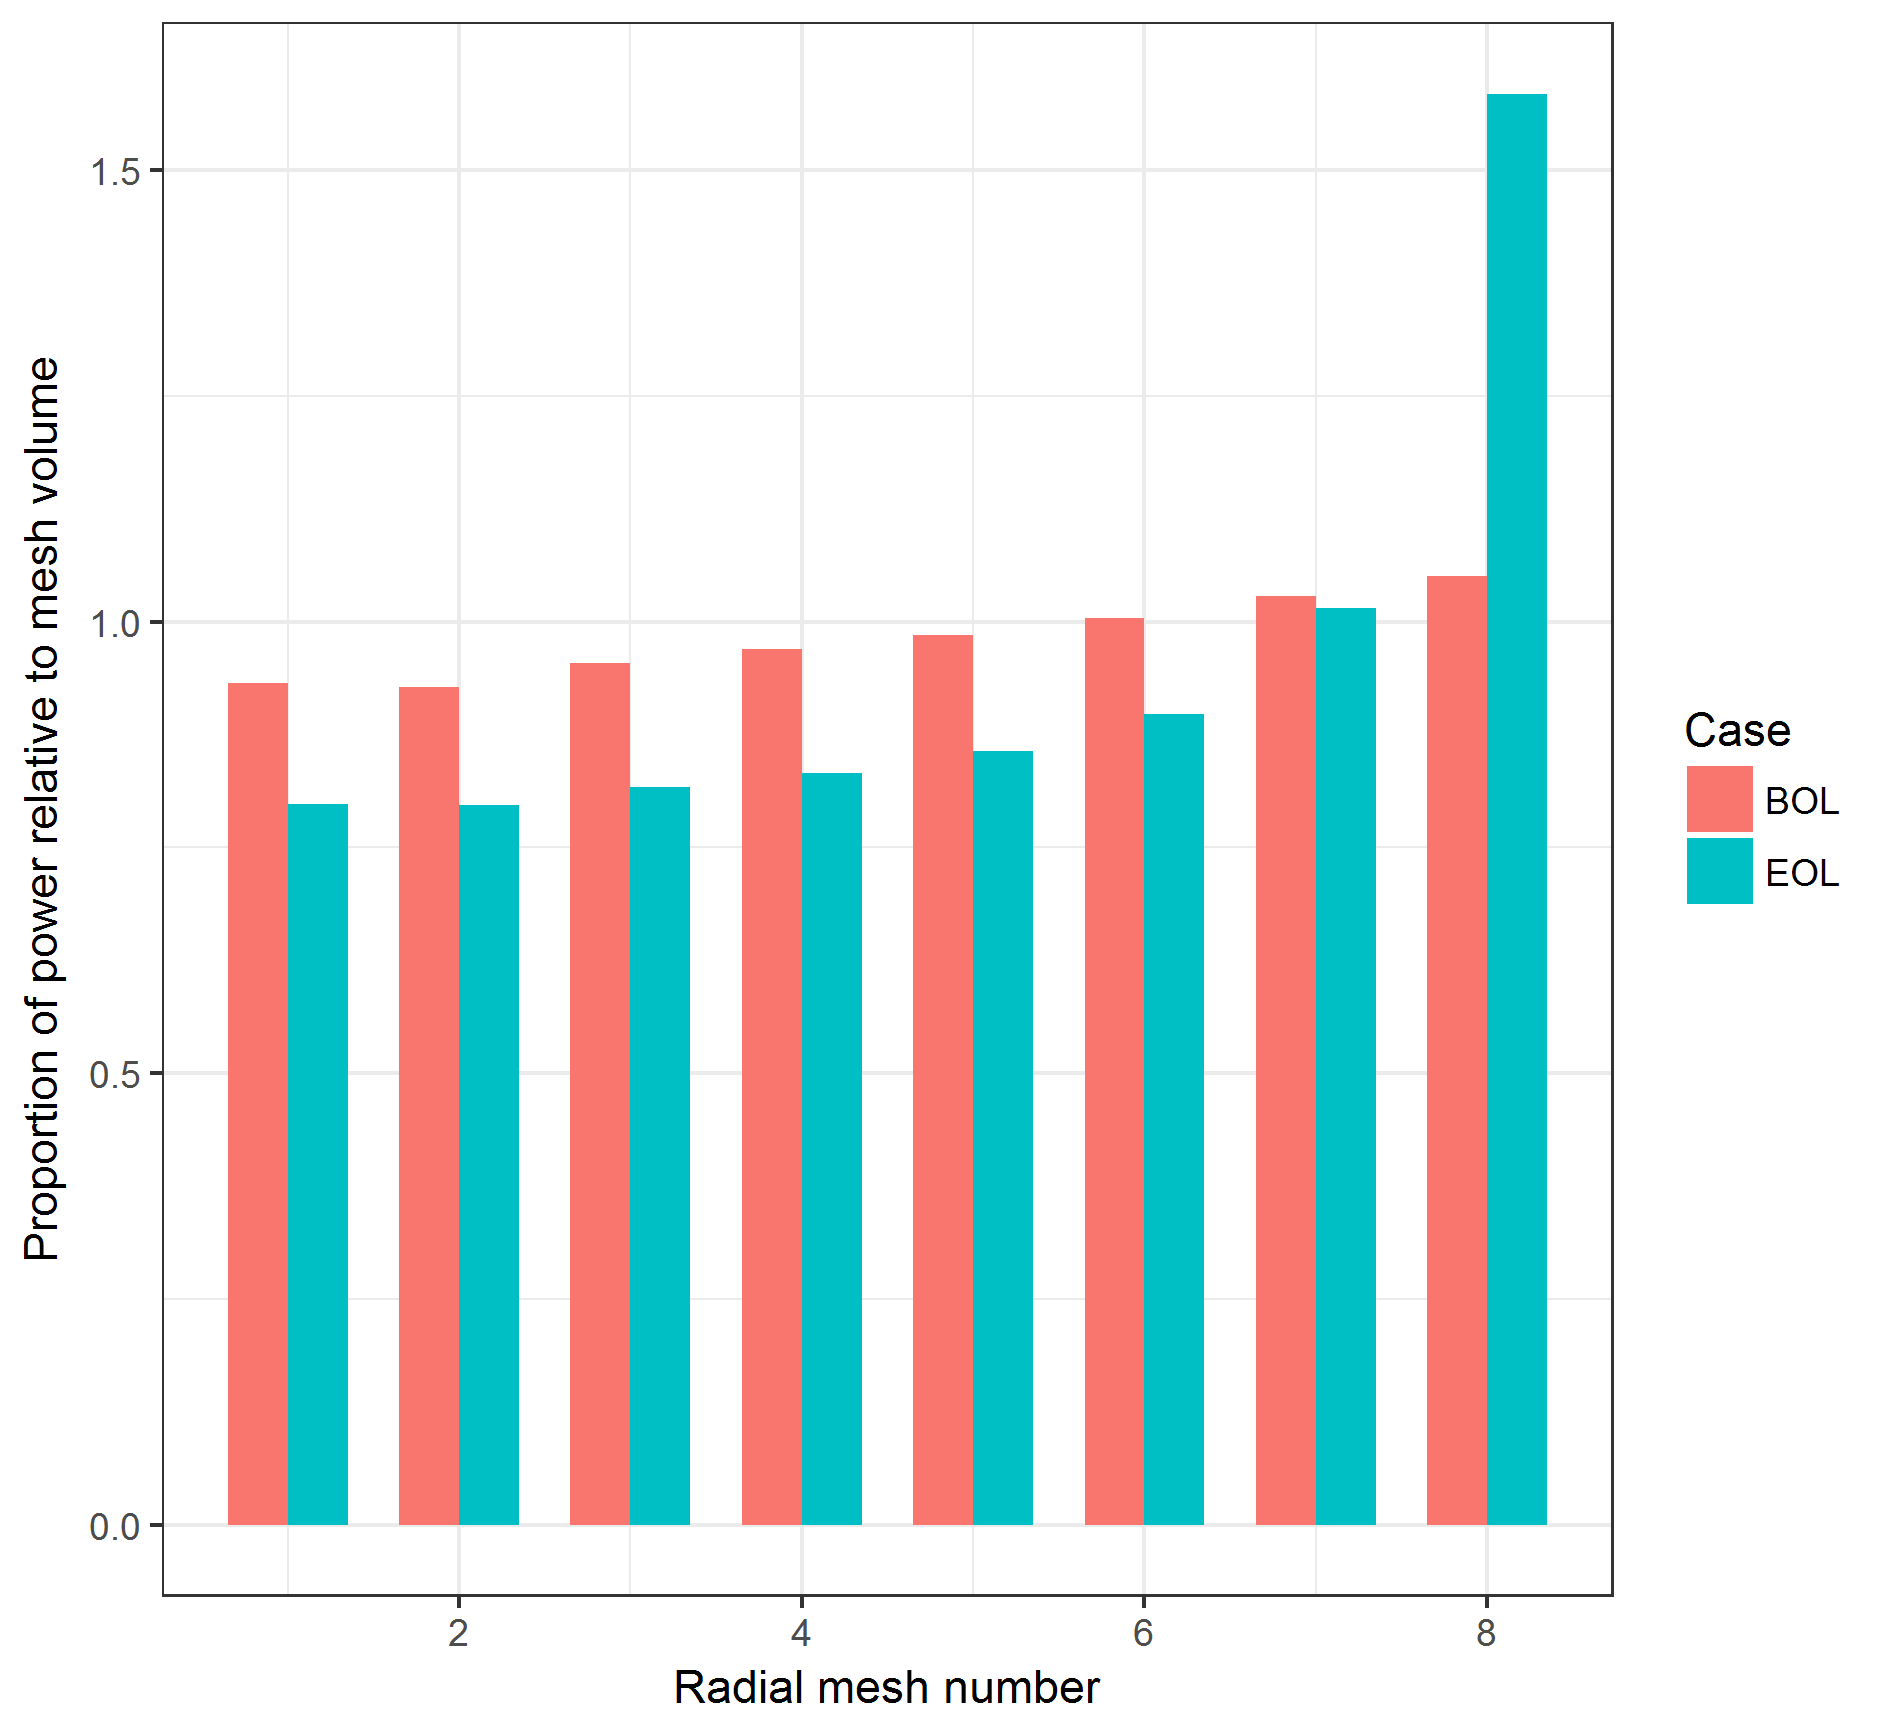 Proportion of power relative to mesh volume
1.5
1.0
0.5
0.0
2 4 6 8
Radial mesh number
Case
BOL
EOL